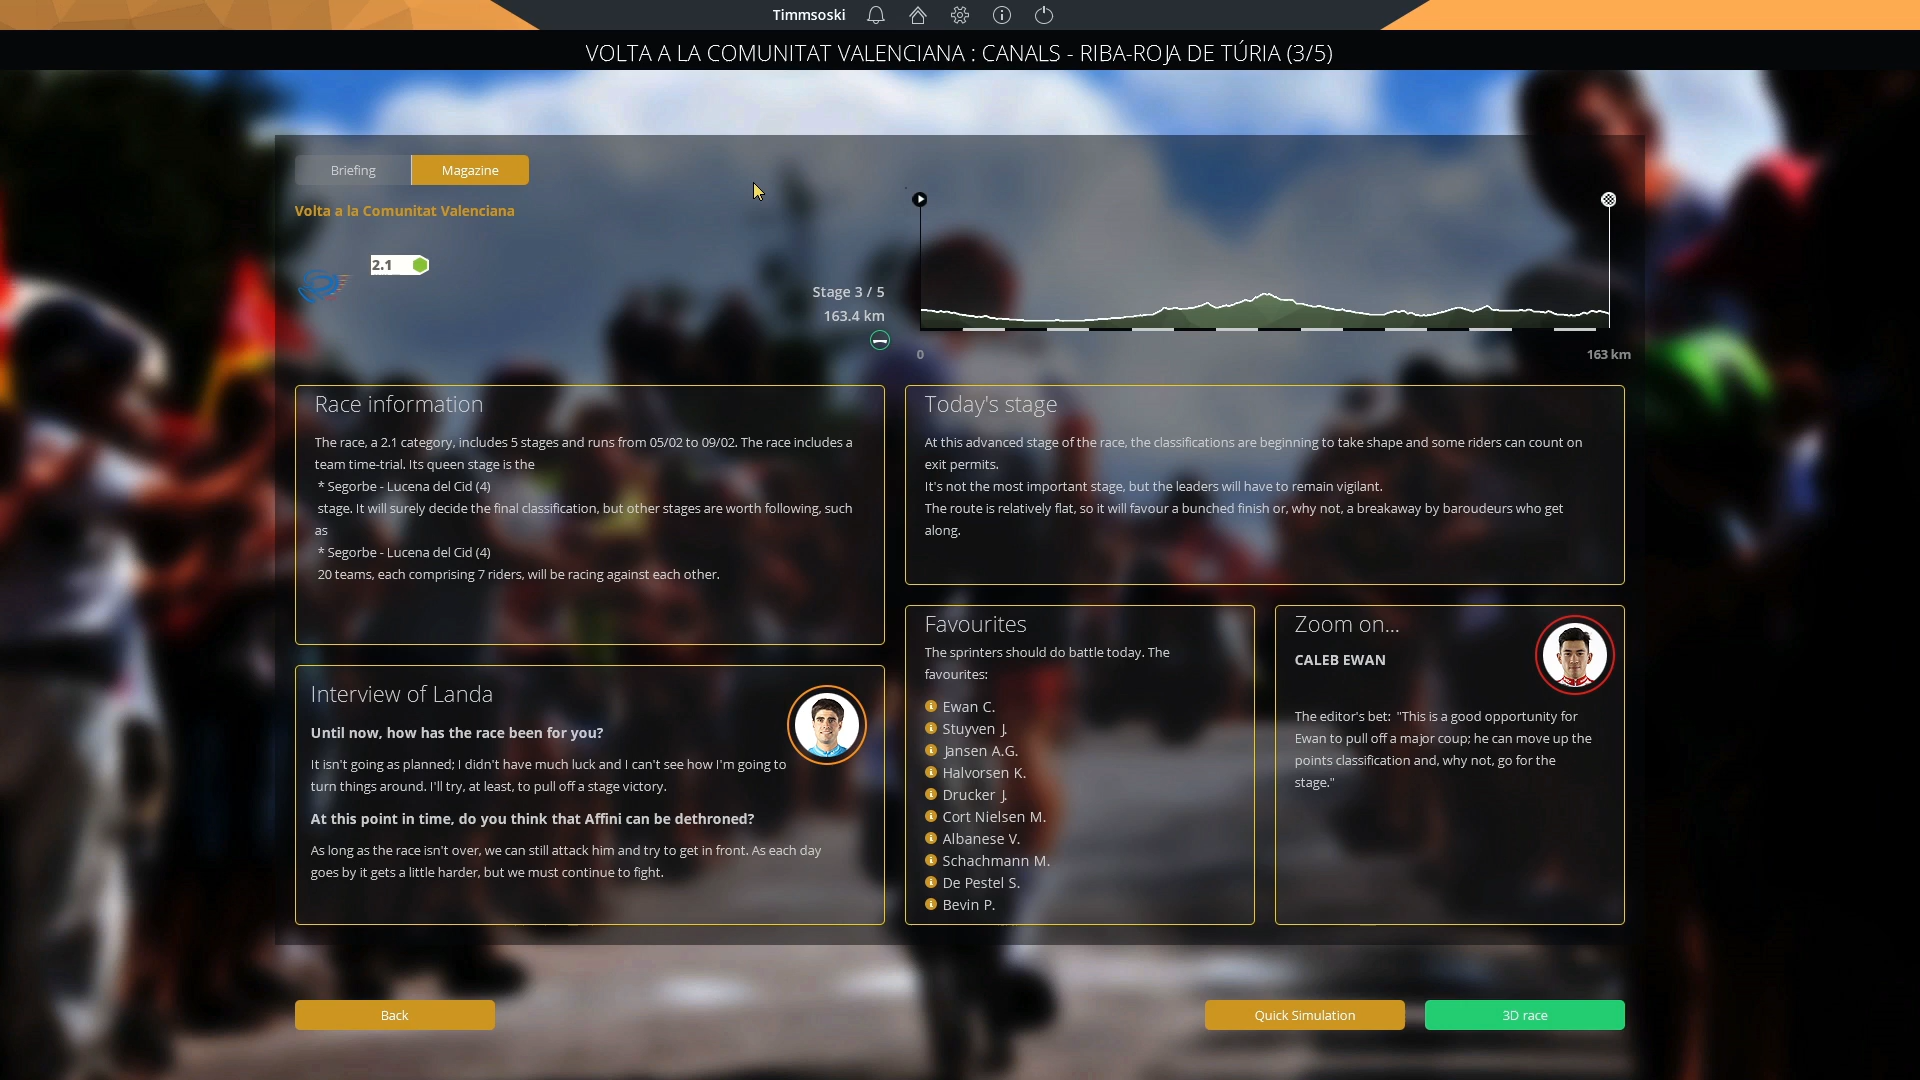 Timmsoski
VOLTA A LA COMUNITAT VALENCIANA : CANALS - RIBA-ROJA DE TÚRIA (3/5)
Briefing
Magazine
Volta a la Comunitat Valenciana
2.1
Stage 3 / 5
163.4 km
0
163 km
Race information
The race, a 2.1 category, includes 5 stages and runs from 05/02 to 09/02. The race includes a
team time-trial. Its queen stage is the
* Segorbe - Lucena del Cid (4)
stage. It will surely decide the final classification, but other stages are worth following, such
as
* Segorbe - Lucena del Cid (4)
20 teams, each comprising 7 riders, will be racing against each other.
Today's stage
At this advanced stage of the race, the classifications are beginning to take shape and some riders can count on
exit permits.
It's not the most important stage, but the leaders will have to remain vigilant.
The route is relatively flat, so it will favour a bunched finish or, why not, a breakaway by baroudeurs who get
along.
Interview of Landa
Until now, how has the race been for you?
It isn't going as planned; I didn't have much luck and I can't see how I'm going to
turn things around. I'll try, at least, to pull off a stage victory.
At this point in time, do you think that Affini can be dethroned?
As long as the race isn't over, we can still attack him and try to get in front. As each day
goes by it gets a little harder, but we must continue to fight.
Favourites
The sprinters should do battle today. The
favourites:
Ewan C.
Stuyven J.
Jansen A.G.
Halvorsen K.
Drucker J.
Cort Nielsen M.
Albanese V.
Schachmann M.
De Pestel S.
Bevin P.
Zoom on...
CALEB EWAN
The editor's bet: "This is a good opportunity for
Ewan to pull off a major coup; he can move up the
points classification and, why not, go for the
stage."
Back
Quick Simulation
3D race